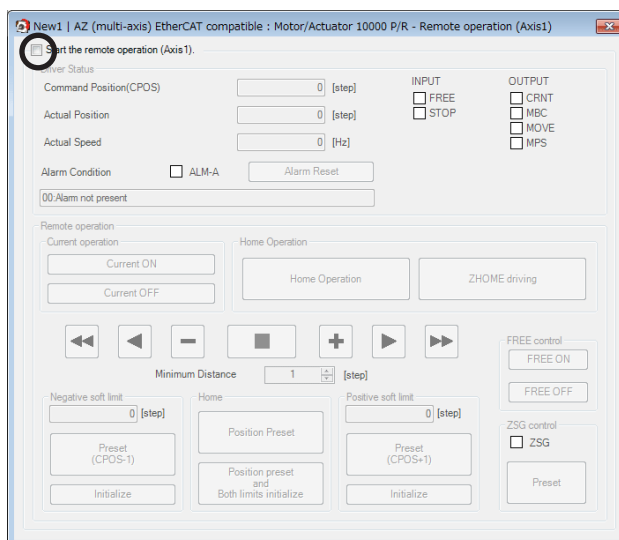 New1 | AZ (multi-axis) EtherCAT compatible : Motor/Actuator 10000 P/R - Remote operation (Axis1)
Start the remote operation (Axis1).
Driver Status
Command Position(CPOS) 0 [step]
Actual Position 0 [step]
Actual Speed 0 [Hz]
INPUT
FREE
STOP
OUTPUT
CRNT
MBC
MOVE
MPS
Alarm Condition ALM-A Alarm Reset
00:Alarm not present
Remote operation
Current operation
Current ON
Current OFF
Home Operation
Home Operation ZHOME driving
Minimum Distance 1 [step]
FREE control
FREE ON
FREE OFF
Negative soft limit
0 [step]
Preset
(CPOS-1)
Initialize
Home
Position Preset
Position preset
and
Both limits initialize
Positive soft limit
0 [step]
Preset
(CPOS+1)
Initialize
ZSG control
ZSG
Preset